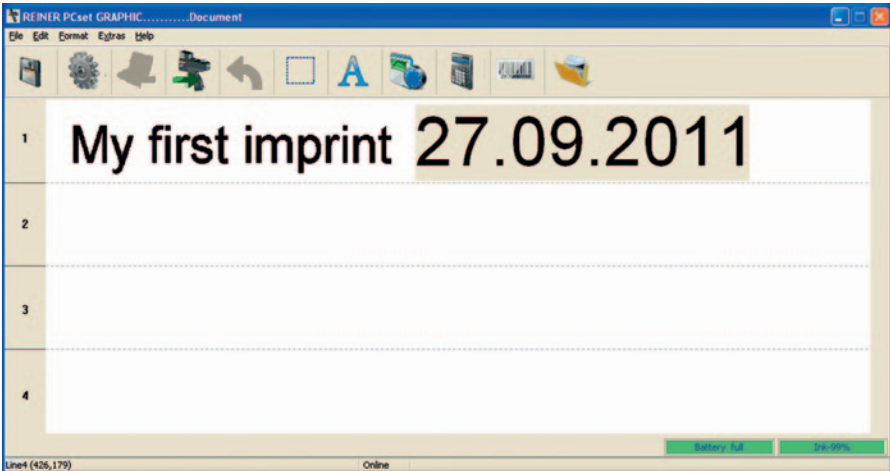 REINER PCset GRAPHIC...........Document
File Edit Format Extras Help
A
1 My first imprint 27.09.2011
2
3
4
Battery full Ink-99%
Line4 (426,179) Online